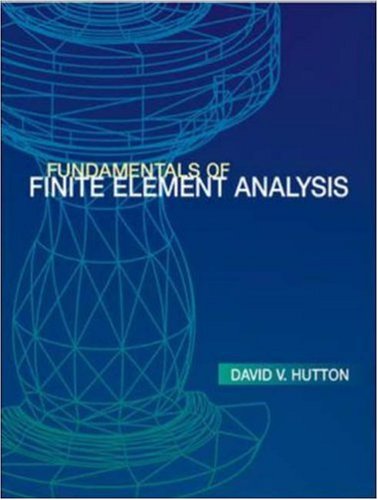 FUNDAMENTALS OF
FINITE ELEMENT ANALYSIS
DAVID V. HUTTON